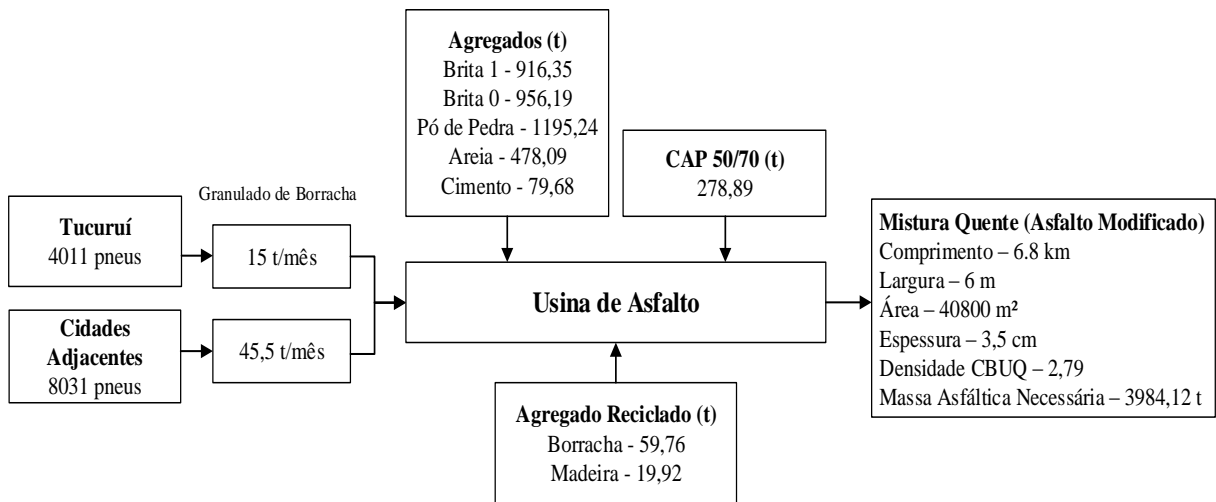 Tucuruí
4011 pneus
Cidades
Adjacentes
8031 pneus
Granulado de Borracha
15 t/mês
45,5 t/mês
Agregados (t)
Brita 1 - 916,35
Brita 0 - 956,19
Pó de Pedra - 1195,24
Areia - 478,09
Cimento - 79,68
CAP 50/70 (t)
278,89
Usina de Asfalto
Agregado Reciclado (t)
Borracha - 59,76
Madeira - 19,92
Mistura Quente (Asfalto Modificado)
Comprimento – 6.8 km
Largura – 6 m
Área – 40800 m²
Espessura – 3,5 cm
Densidade CBUQ – 2,79
Massa Asfáltica Necessária – 3984,12 t